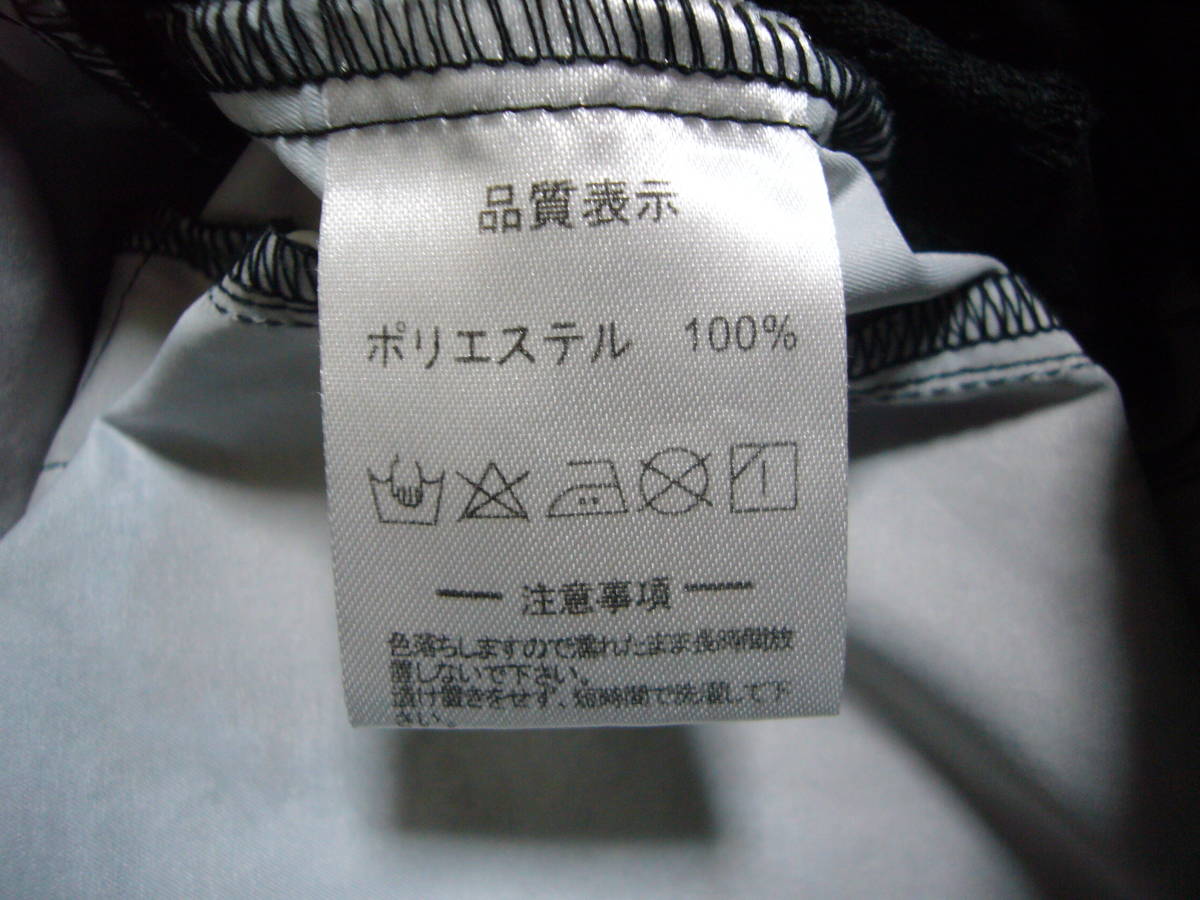 品質表示
ポリエステル 100%
注意事項
色落ちしますので濡れたまま長時間放
置しないで下さい。
漬け置きをせず、短時間で洗濯して下
さい。